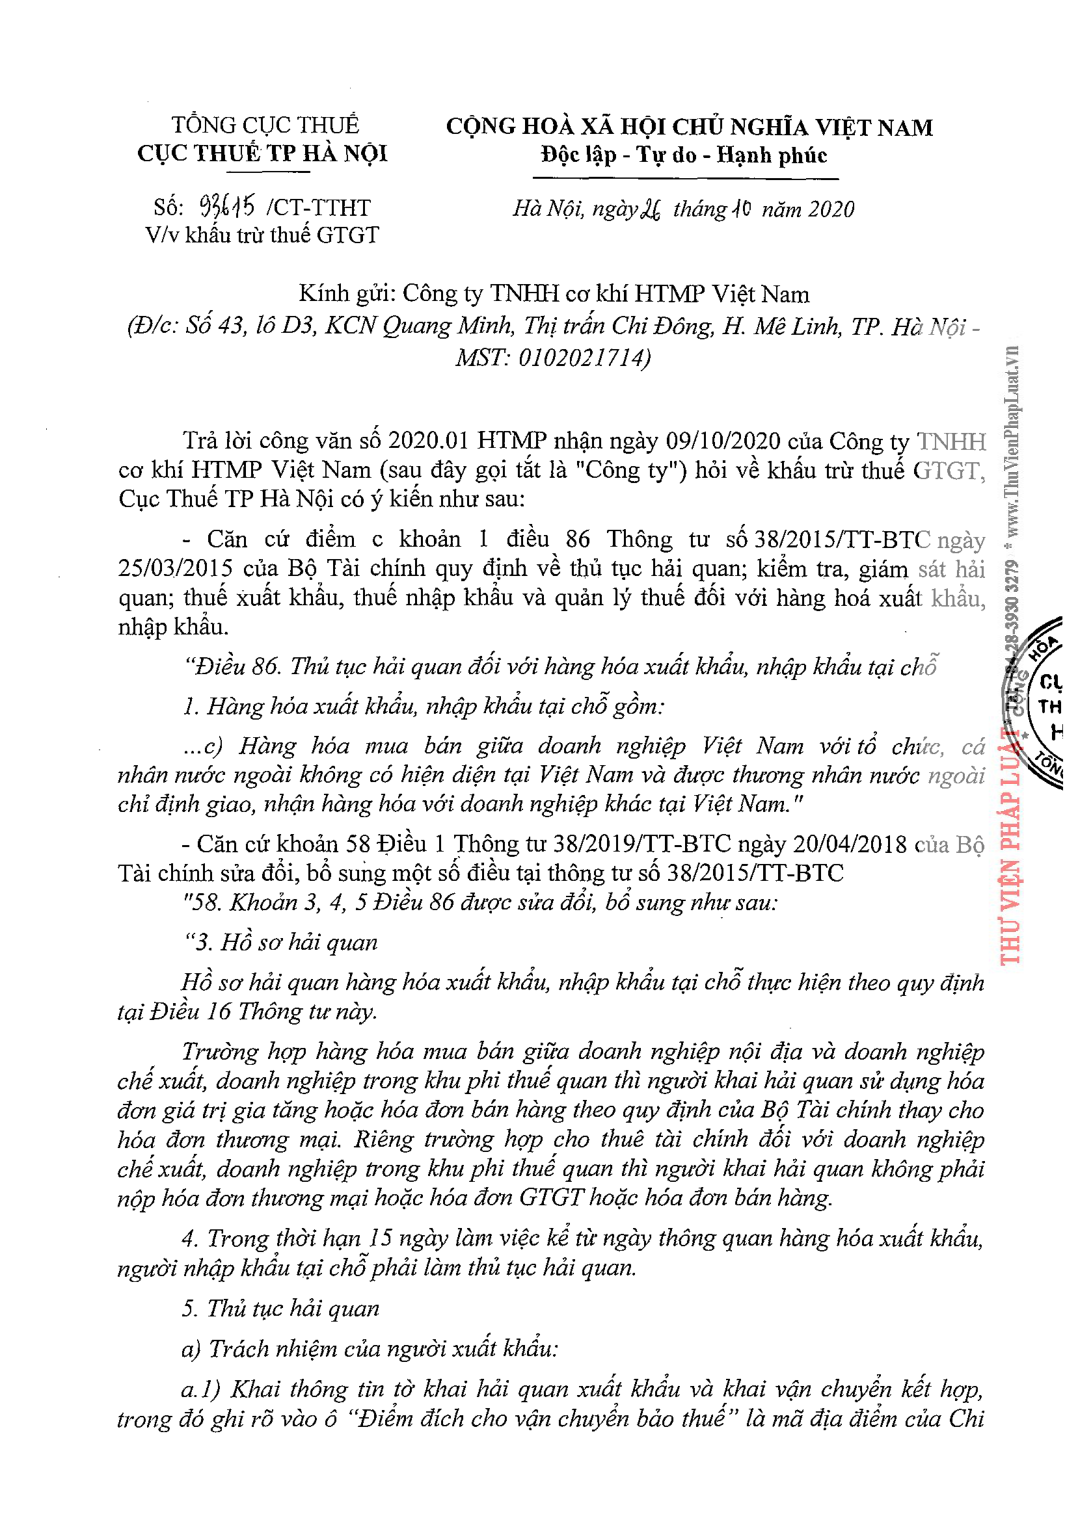 TỔNG CỤC THUẾ
CỤC THUẾ TP HÀ NỘI
CỘNG HOÀ XÃ HỘI CHỦ NGHĨA VIỆT NAM
Độc lập - Tự do - Hạnh phúc
Số: 93615 /CT-TTHT
V/v khấu trừ thuế GTGT
Hà Nội, ngày 26 tháng 10 năm 2020
Kính gửi: Công ty TNHH cơ khí HTMP Việt Nam
(Đ/c: Số 43, lô D3, KCN Quang Minh, Thị trấn Chi Đông, H. Mê Linh, TP. Hà Nội -
MST: 0102021714)
Trả lời công văn số 2020.01 HTMP nhận ngày 09/10/2020 của Công ty TNHH
cơ khí HTMP Việt Nam (sau đây gọi tắt là "Công ty") hỏi về khấu trừ thuế GTGT,
Cục Thuế TP Hà Nội có ý kiến như sau:
- Căn cứ điểm c khoản 1 điều 86 Thông tư số 38/2015/TT-BTC ngày
25/03/2015 của Bộ Tài chính quy định về thủ tục hải quan; kiểm tra, giám sát hải
quan; thuế xuất khẩu, thuế nhập khẩu và quản lý thuế đối với hàng hoá xuất khẩu,
nhập khẩu.
“Điều 86. Thủ tục hải quan đối với hàng hóa xuất khẩu, nhập khẩu tại chỗ
1. Hàng hóa xuất khẩu, nhập khẩu tại chỗ gồm:
...c) Hàng hóa mua bán giữa doanh nghiệp Việt Nam với tổ chức, cá
nhân nước ngoài không có hiện diện tại Việt Nam và được thương nhân nước ngoài
chỉ định giao, nhận hàng hóa với doanh nghiệp khác tại Việt Nam."
- Căn cứ khoản 58 Điều 1 Thông tư 38/2019/TT-BTC ngày 20/04/2018 của Bộ
Tài chính sửa đổi, bổ sung một số điều tại thông tư số 38/2015/TT-BTC
"58. Khoản 3, 4, 5 Điều 86 được sửa đổi, bổ sung như sau:
“3. Hồ sơ hải quan
Hồ sơ hải quan hàng hóa xuất khẩu, nhập khẩu tại chỗ thực hiện theo quy định
tại Điều 16 Thông tư này.
Trường hợp hàng hóa mua bán giữa doanh nghiệp nội địa và doanh nghiệp
chế xuất, doanh nghiệp trong khu phi thuế quan thì người khai hải quan sử dụng hóa
đơn giá trị gia tăng hoặc hóa đơn bán hàng theo quy định của Bộ Tài chính thay cho
hóa đơn thương mại. Riêng trường hợp cho thuê tài chính đối với doanh nghiệp
chế xuất, doanh nghiệp trong khu phi thuế quan thì người khai hải quan không phải
nộp hóa đơn thương mại hoặc hóa đơn GTGT hoặc hóa đơn bán hàng.
4. Trong thời hạn 15 ngày làm việc kể từ ngày thông quan hàng hóa xuất khẩu,
người nhập khẩu tại chỗ phải làm thủ tục hải quan.
5. Thủ tục hải quan
a) Trách nhiệm của người xuất khẩu:
a.1) Khai thông tin tờ khai hải quan xuất khẩu và khai vận chuyển kết hợp,
trong đó ghi rõ vào ô “Điểm đích cho vận chuyển bảo thuế” là mã địa điểm của Chi
THƯ VIỆN PHÁP LUẬT * Tel: +84-28-3930 3279 * www.ThuVienPhapLuat.vn
CỘNG HÒA
CỤ
TH
TỔNG